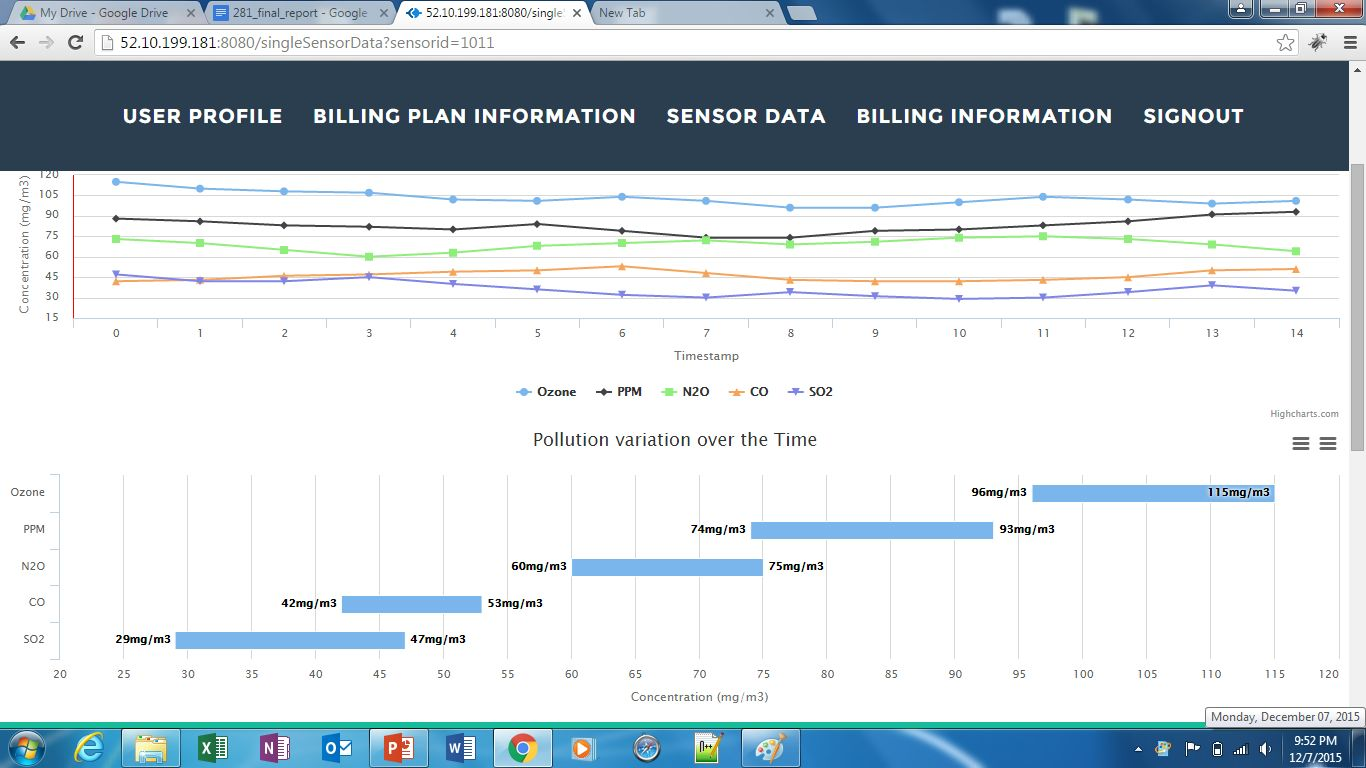 My Drive - Google Drive
281_final_report - Google
52.10.199.181:8080/single
New Tab
52.10.199.181:8080/singleSensorData?sensorid=1011
USER PROFILE BILLING PLAN INFORMATION SENSOR DATA BILLING INFORMATION SIGNOUT
Concentration (mg/m3)
120
105
90
75
60
45
30
15
0 1 2 3 4 5 6 7 8 9 10 11 12 13 14
Timestamp
Ozone PPM N2O CO SO2
Highcharts.com
Pollution variation over the Time
Ozone 96mg/m3 115mg/m3
PPM 74mg/m3 93mg/m3
N2O 60mg/m3 75mg/m3
CO 42mg/m3 53mg/m3
SO2 29mg/m3 47mg/m3
20 25 30 35 40 45 50 55 60 65 70 75 80 85 90 95 100 105 110 115 120
Concentration (mg/m3)
Monday, December 07, 2015
9:52 PM
12/7/2015